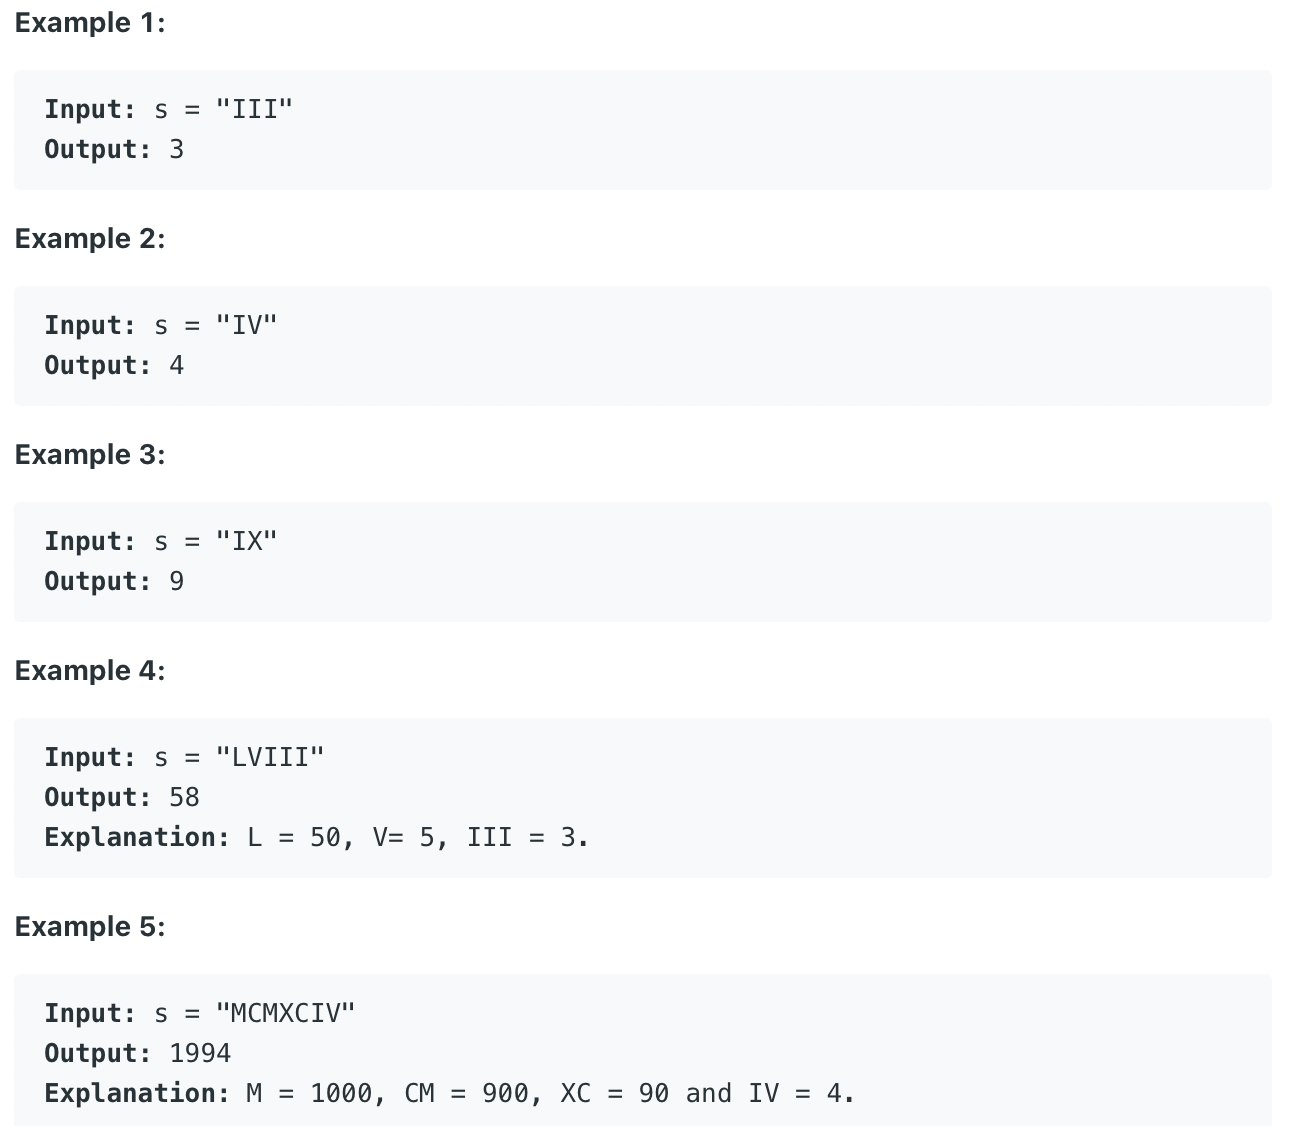 Example 1:
Input: s = "III"
Output: 3
Example 2:
Input: s = "IV"
Output: 4
Example 3:
Input: s = "IX"
Output: 9
Example 4:
Input: s = "LVIII"
Output: 58
Explanation: L = 50, V= 5, III = 3.
Example 5:
Input: s = "MCMXCIV"
Output: 1994
Explanation: M = 1000, CM = 900, XC = 90 and IV = 4.